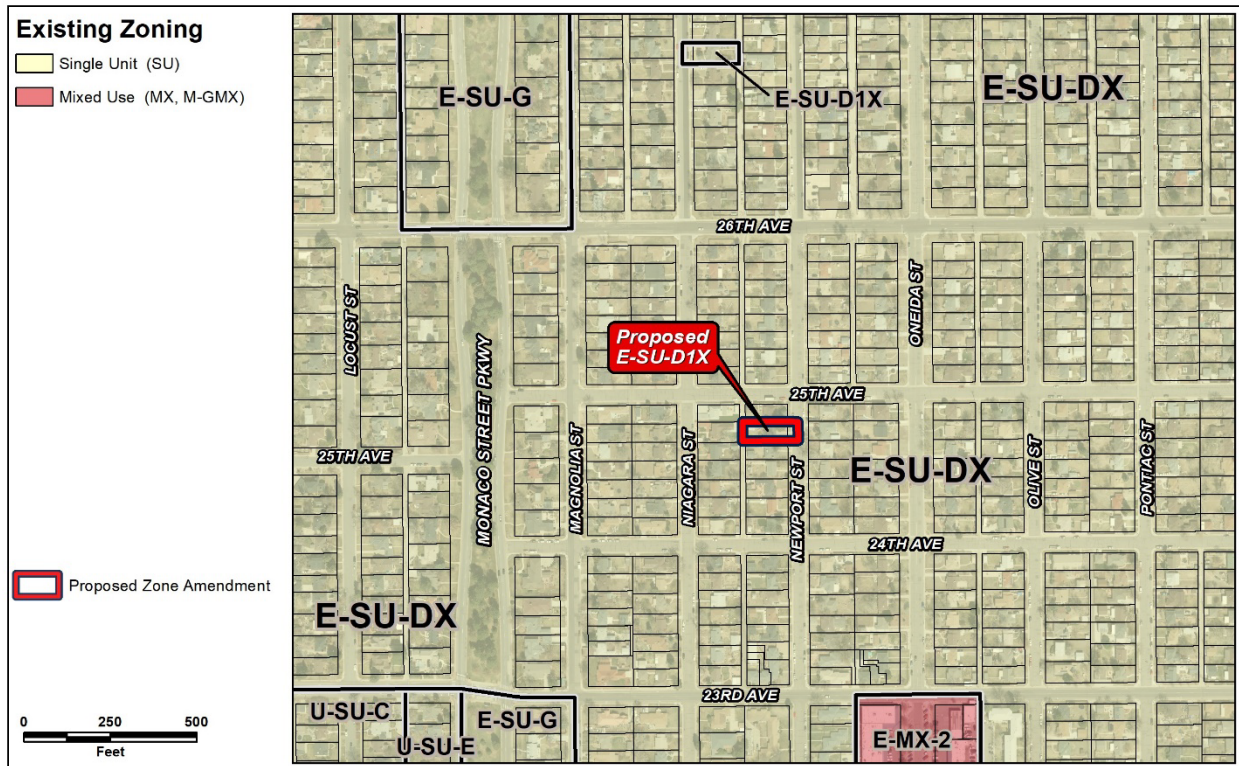 Existing Zoning
Single Unit (SU)
Mixed Use (MX, M-GMX)
E-SU-G
E-SU-D1X
E-SU-DX
26TH AVE
LOCUST ST
MONACO STREET PKWY
ONEIDA ST
Proposed
E-SU-D1X
25TH AVE
MAGNOLIA ST
NIAGARA ST
NEWPORT ST
OLIVE ST
PONTIAC ST
25TH AVE
E-SU-DX
24TH AVE
Proposed Zone Amendment
E-SU-DX
23RD AVE
U-SU-C
E-SU-G
U-SU-E
E-MX-2
0 250 500
Feet